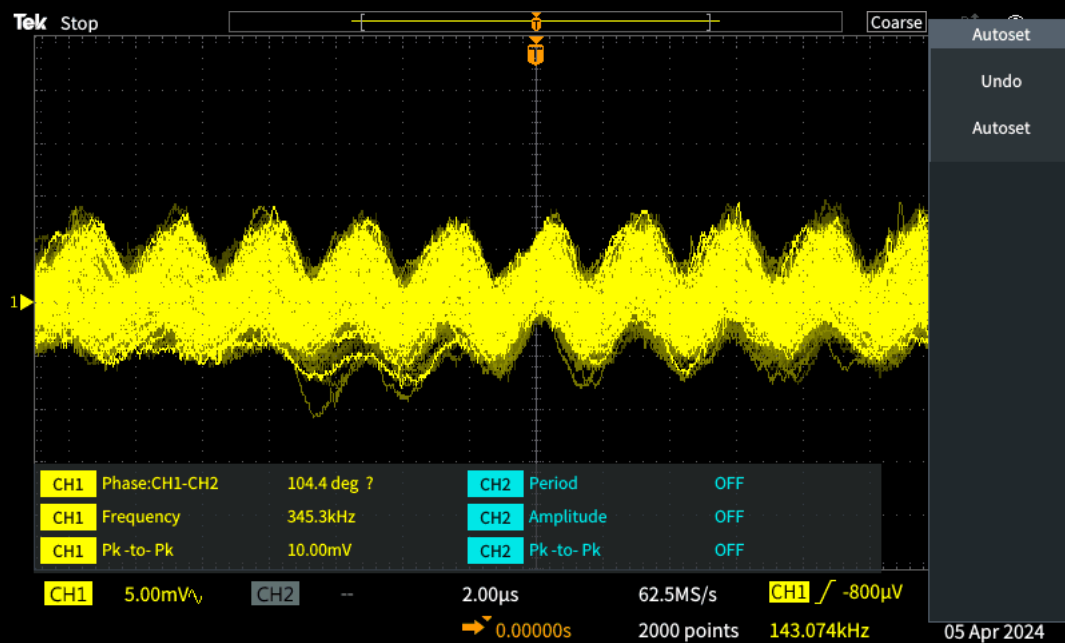 Tek Stop
T
Coarse
T
Autoset
Undo
Autoset
1
CH1 Phase:CH1-CH2 104.4 deg ? CH2 Period OFF
CH1 Frequency 345.3kHz CH2 Amplitude OFF
CH1 Pk-to-Pk 10.00mV CH2 Pk-to-Pk OFF
CH1 5.00mV CH2 -- 2.00µs 62.5MS/s CH1 -800µV
0.00000s 2000 points 143.074kHz 05 Apr 2024